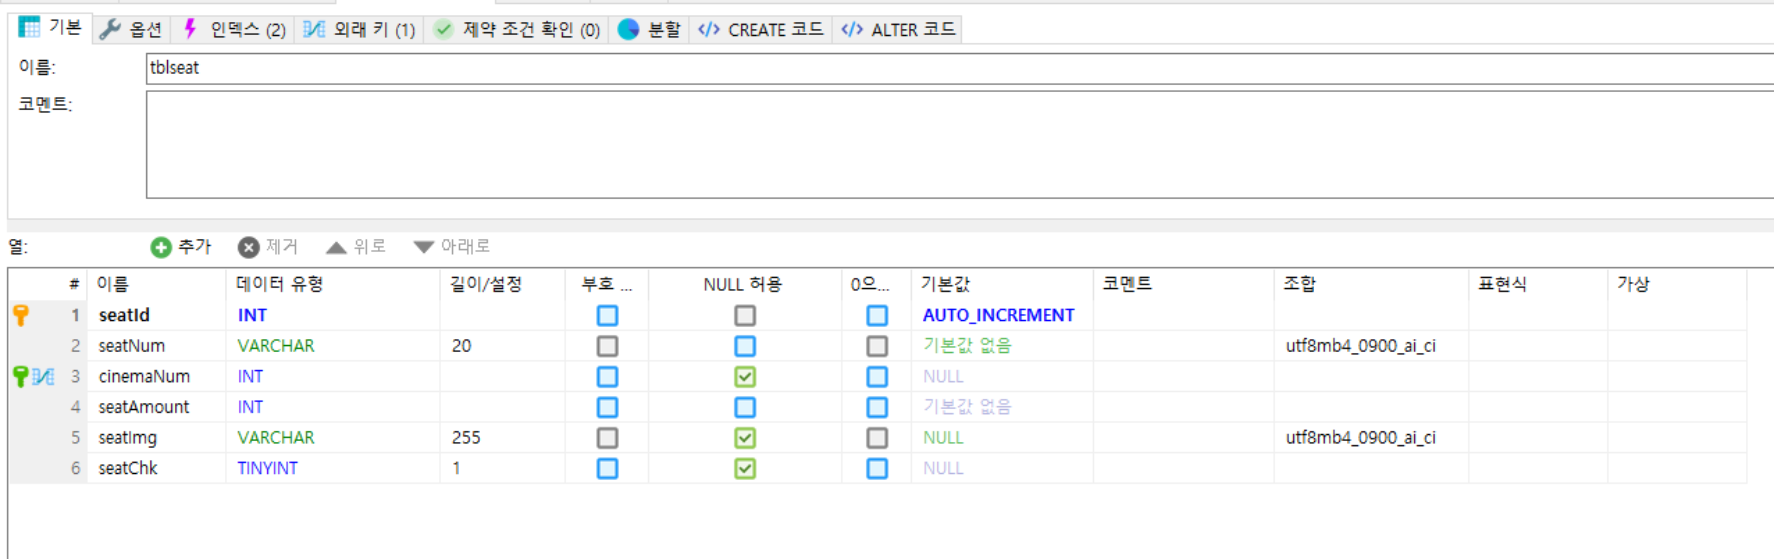 기본 옵션 인덱스 (2) 외래 키 (1) 제약 조건 확인 (0) 분할 </> CREATE 코드 </> ALTER 코드
이름: tblseat
코멘트:
열: 추가 제거 위로 아래로
# 이름 데이터 유형 길이/설정 부호 ... NULL 허용 0으... 기본값 코멘트 조합 표현식 가상
1 seatId INT AUTO_INCREMENT
2 seatNum VARCHAR 20 기본값 없음 utf8mb4_0900_ai_ci
3 cinemaNum INT NULL
4 seatAmount INT 기본값 없음
5 seatImg VARCHAR 255 NULL utf8mb4_0900_ai_ci
6 seatChk TINYINT 1 NULL